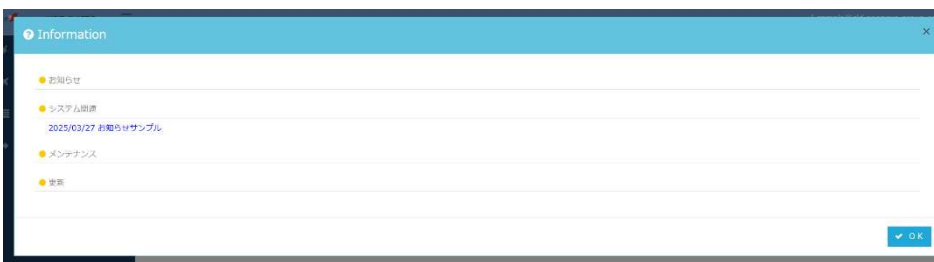 Information
×
お知らせ
システム関連
2025/03/27 お知らせサンプル
メンテナンス
更新
OK